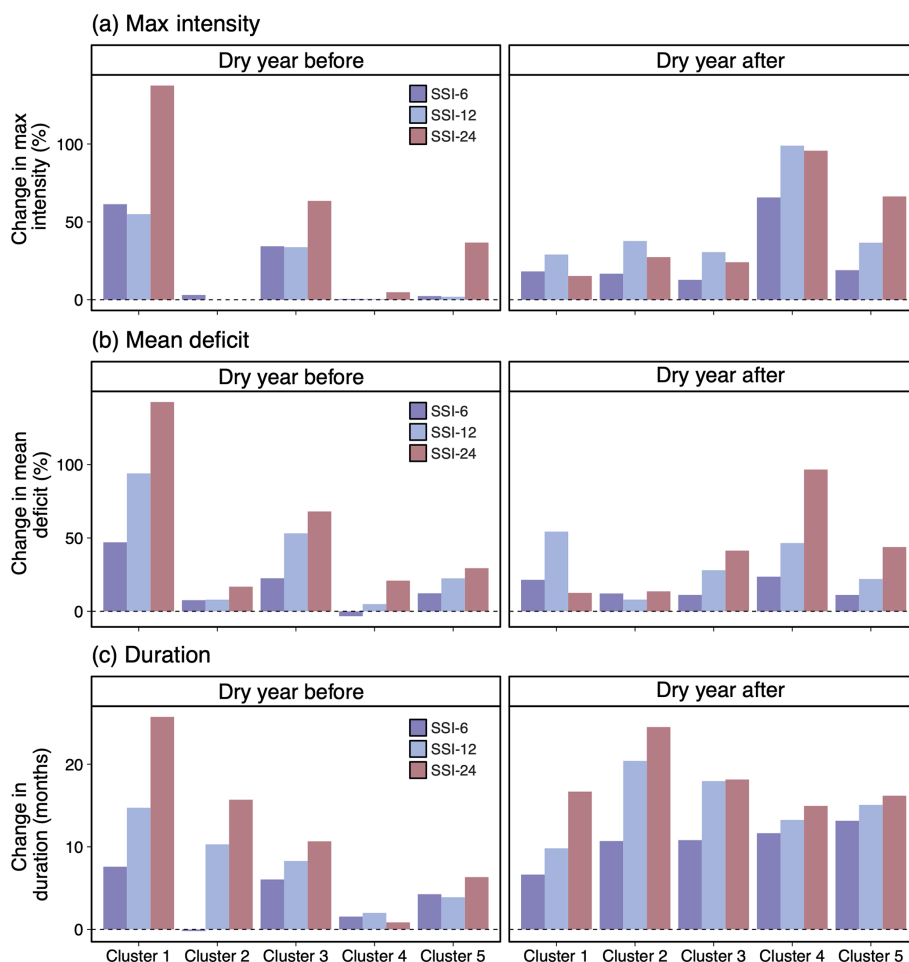 (a) Max intensity
Dry year before
Dry year after
SSI-6
SSI-12
SSI-24
Change in max
intensity (%)
100
50
0
(b) Mean deficit
Dry year before
Dry year after
SSI-6
SSI-12
SSI-24
Change in mean
deficit (%)
100
50
0
(c) Duration
Dry year before
Dry year after
SSI-6
SSI-12
SSI-24
Change in
duration (months)
20
10
0
Cluster 1 Cluster 2 Cluster 3 Cluster 4 Cluster 5
Cluster 1 Cluster 2 Cluster 3 Cluster 4 Cluster 5